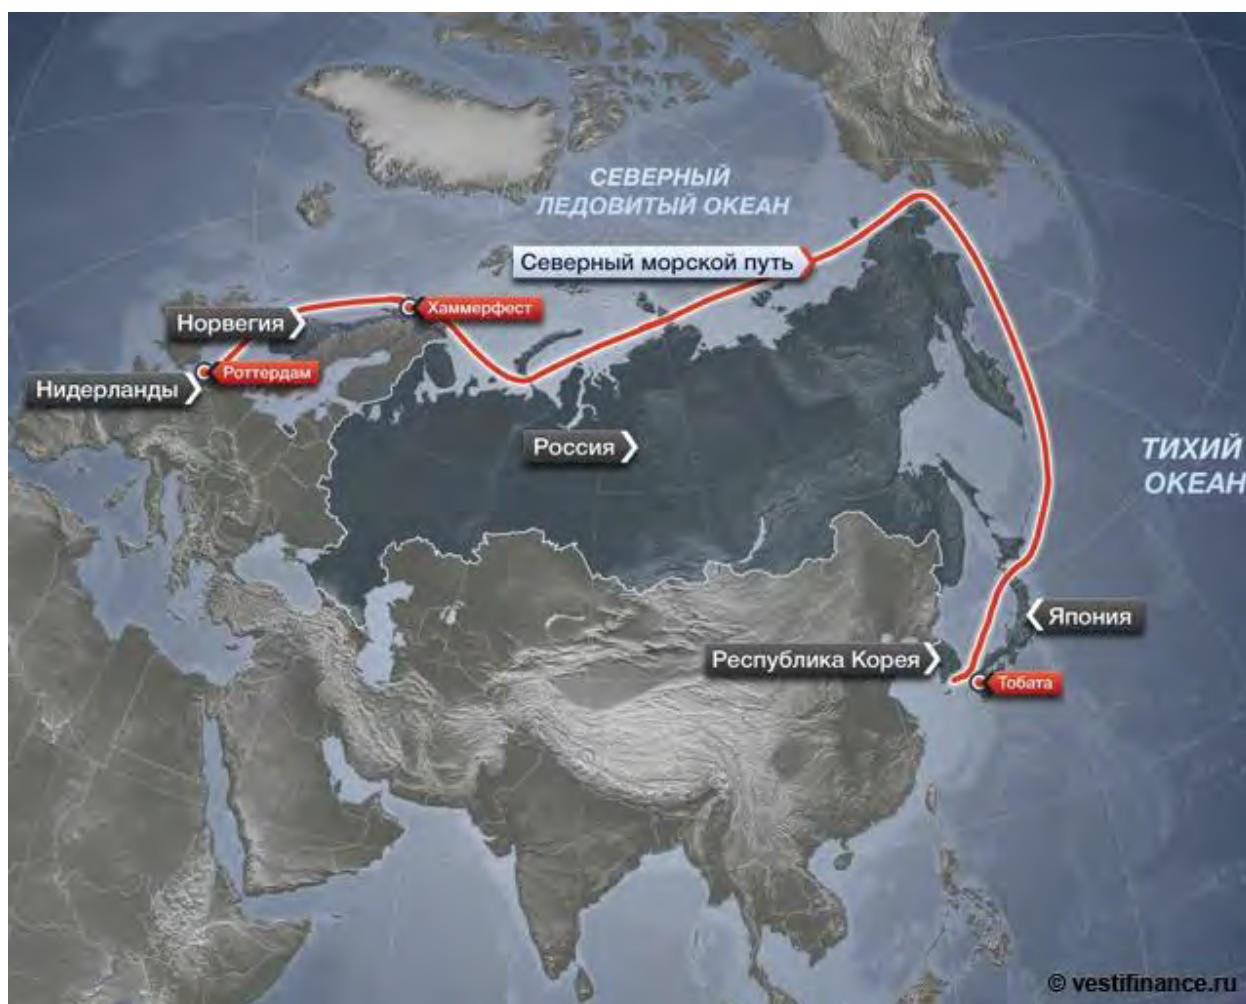 СЕВЕРНЫЙ
ЛЕДОВИТЫЙ ОКЕАН
Северный морской путь
Хаммерфест
Норвегия
Роттердам
Нидерланды
Россия
ТИХИЙ
ОКЕАН
Япония
Республика Корея
Тобата
© vestifinance.ru